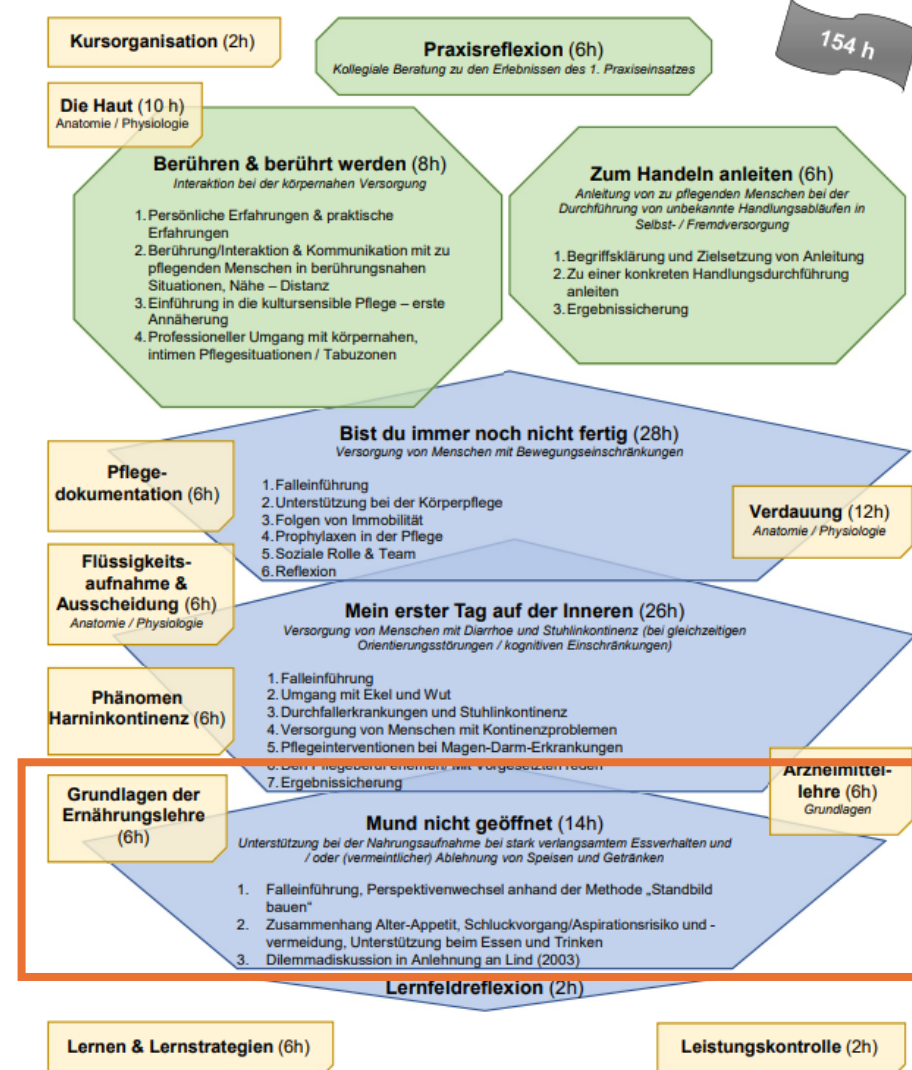 Kursorganisation (2h)
Praxisreflexion (6h)
Kollegiale Beratung zu den Erlebnissen des 1. Praxiseinsatzes
154 h
Die Haut (10 h)
Anatomie / Physiologie
Berühren & berührt werden (8h)
Interaktion bei der körpernahen Versorgung
1. Persönliche Erfahrungen & praktische
Erfahrungen
2. Berührung/Interaktion & Kommunikation mit zu
pflegenden Menschen in berührungsnahen
Situationen, Nähe – Distanz
3. Einführung in die kultursensible Pflege – erste
Annäherung
4. Professioneller Umgang mit körpernahen,
intimen Pflegesituationen / Tabuzonen
Zum Handeln anleiten (6h)
Anleitung von zu pflegenden Menschen bei der
Durchführung von unbekannte Handlungsabläufen in
Selbst- / Fremdversorgung
1. Begriffsklärung und Zielsetzung von Anleitung
2. Zu einer konkreten Handlungsdurchführung
anleiten
3. Ergebnissicherung
Bist du immer noch nicht fertig (28h)
Versorgung von Menschen mit Bewegungseinschränkungen
1. Falleinführung
2. Unterstützung bei der Körperpflege
3. Folgen von Immobilität
4. Prophylaxen in der Pflege
5. Soziale Rolle & Team
6. Reflexion
Pflege-
dokumentation (6h)
Verdauung (12h)
Anatomie / Physiologie
Flüssigkeits-
aufnahme &
Ausscheidung (6h)
Anatomie / Physiologie
Mein erster Tag auf der Inneren (26h)
Versorgung von Menschen mit Diarrhoe und Stuhlinkontinenz (bei gleichzeitigen
Orientierungsstörungen / kognitiven Einschränkungen)
1. Falleinführung
2. Umgang mit Ekel und Wut
3. Durchfallerkrankungen und Stuhlinkontinenz
4. Versorgung von Menschen mit Kontinenzproblemen
5. Pflegeinterventionen bei Magen-Darm-Erkrankungen
6. Den Pflegeberuf erlernen/ Mit Vorgesetzten reden
7. Ergebnissicherung
Phänomen
Harninkontinenz (6h)
Grundlagen der
Ernährungslehre
(6h)
Arzneimittel-
lehre (6h)
Grundlagen
Mund nicht geöffnet (14h)
Unterstützung bei der Nahrungsaufnahme bei stark verlangsamtem Essverhalten und
/ oder (vermeintlicher) Ablehnung von Speisen und Getränken
1. Falleinführung, Perspektivenwechsel anhand der Methode „Standbild
bauen“
2. Zusammenhang Alter-Appetit, Schluckvorgang/Aspirationsrisiko und -
vermeidung, Unterstützung beim Essen und Trinken
3. Dilemmadiskussion in Anlehnung an Lind (2003)
Lernfeldreflexion (2h)
Lernen & Lernstrategien (6h)
Leistungskontrolle (2h)